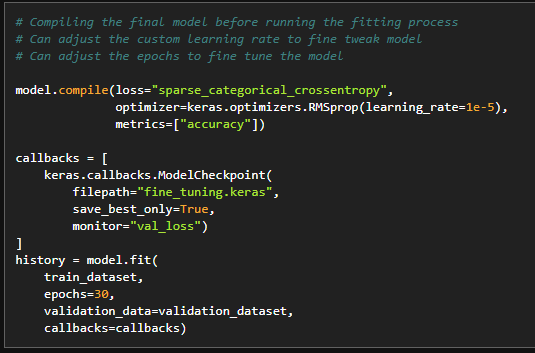 # Compiling the final model before running the fitting process
# Can adjust the custom learning rate to fine tweak model
# Can adjust the epochs to fine tune the model

model.compile(loss="sparse_categorical_crossentropy",
              optimizer=keras.optimizers.RMSprop(learning_rate=1e-5),
              metrics=["accuracy"])

callbacks = [
    keras.callbacks.ModelCheckpoint(
        filepath="fine_tuning.keras",
        save_best_only=True,
        monitor="val_loss")
]
history = model.fit(
    train_dataset,
    epochs=30,
    validation_data=validation_dataset,
    callbacks=callbacks)